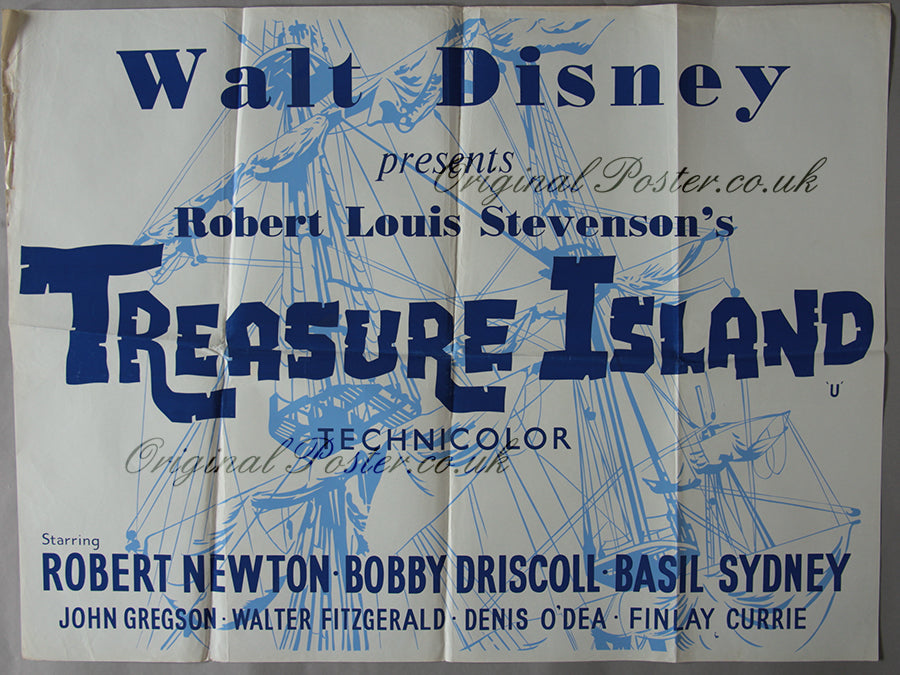 Walt Disney
presents
Original Poster.co.uk
Robert Louis Stevenson's
TREASURE ISLAND
'U'
TECHNICOLOR
Original Poster.co.uk
Starring
ROBERT NEWTON · BOBBY DRISCOLL · BASIL SYDNEY
JOHN GREGSON · WALTER FITZGERALD · DENIS O'DEA · FINLAY CURRIE